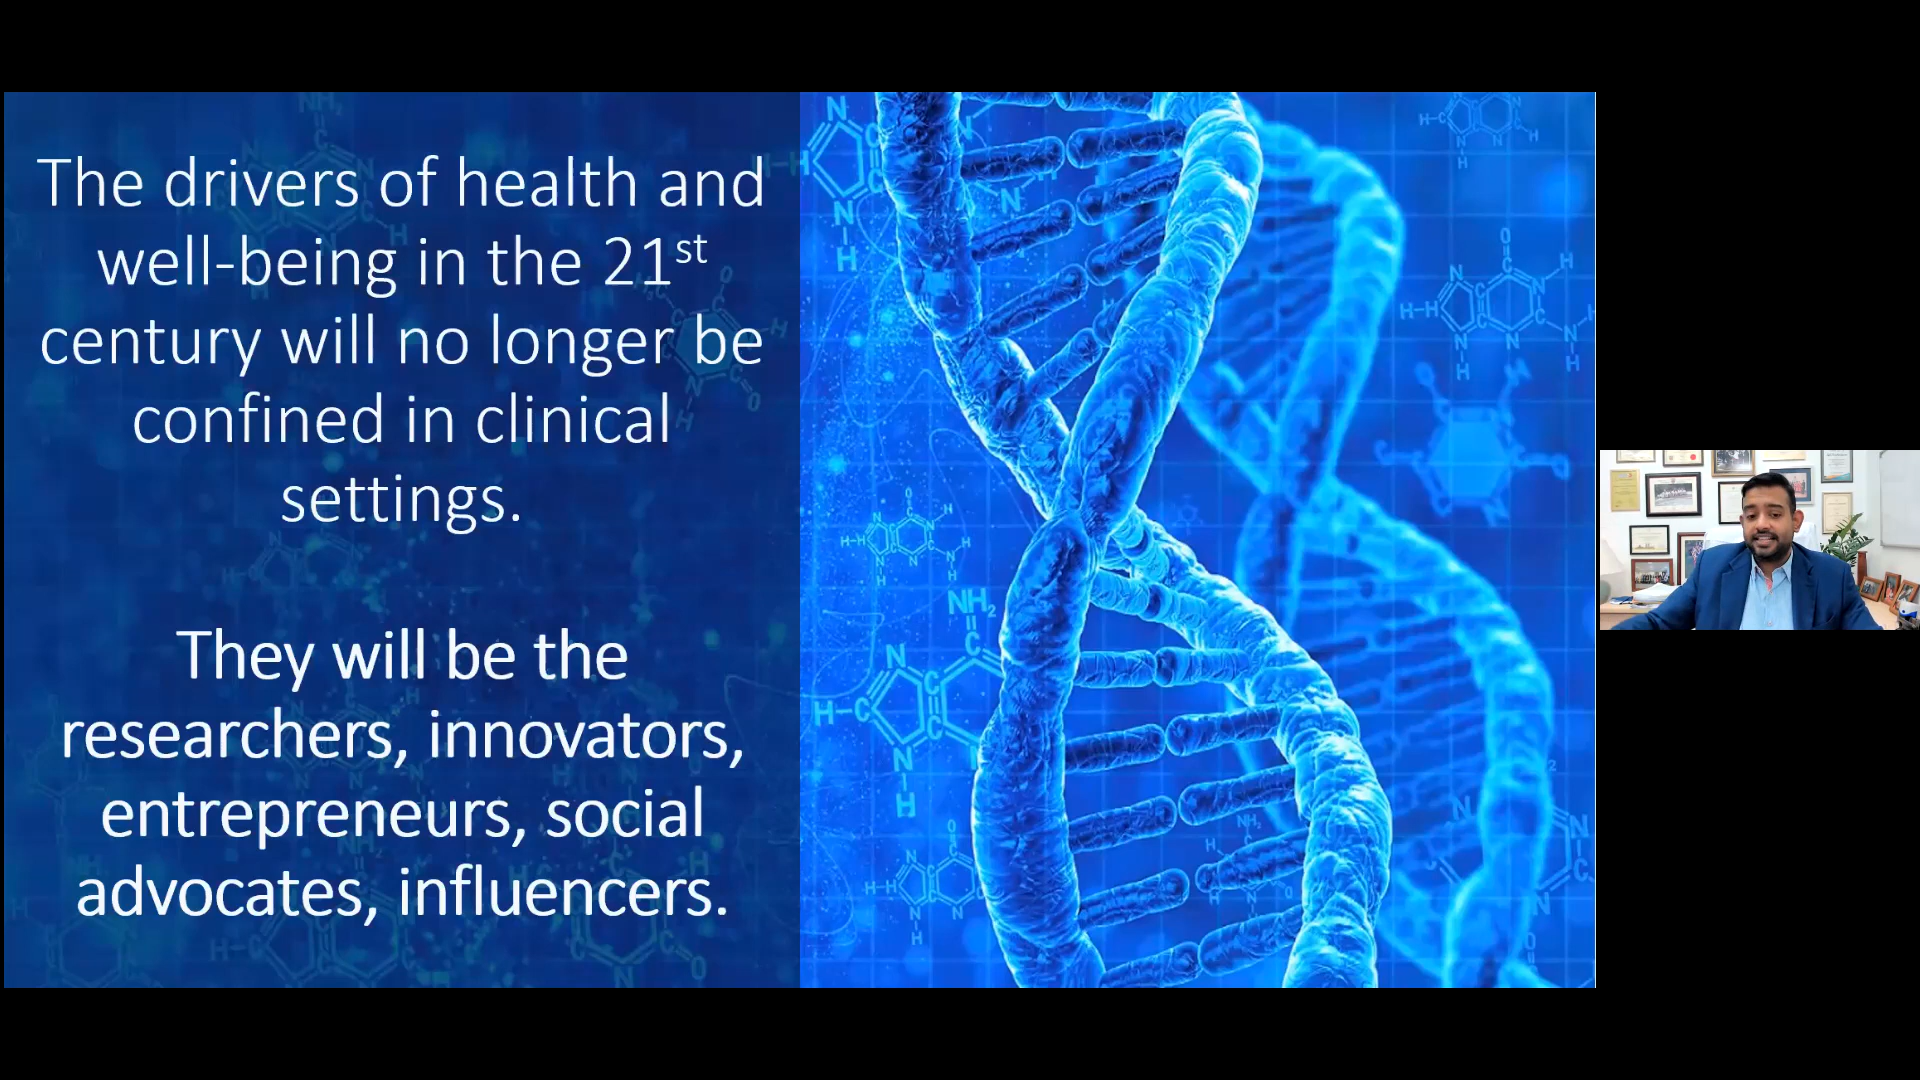 The drivers of health and
well-being in the 21st
century will no longer be
confined in clinical
settings.
They will be the
researchers, innovators,
entrepreneurs, social
advocates, influencers.